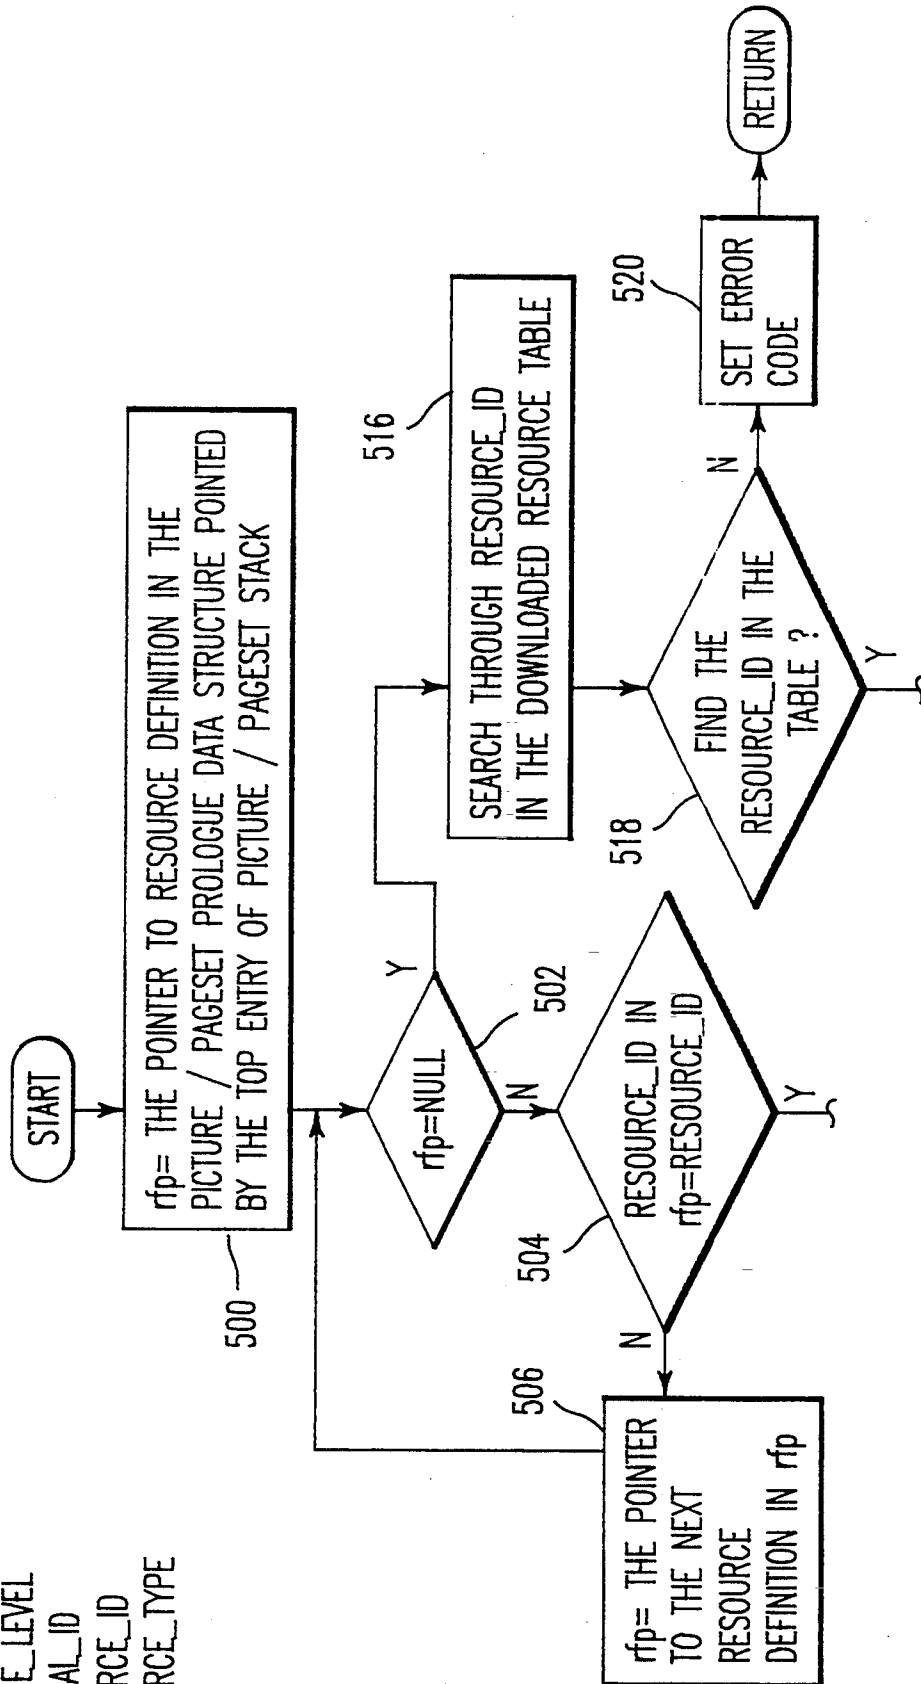 E_LEVEL
AL_ID
RCE_ID
RCE_TYPE
START
rfp= THE POINTER TO RESOURCE DEFINITION IN THE
PICTURE / PAGESET PROLOGUE DATA STRUCTURE POINTED
BY THE TOP ENTRY OF PICTURE / PAGESET STACK
500
rfp=NULL
Y
N
502
RESOURCE_ID IN
rfp=RESOURCE_ID
504
N
Y
506
rfp= THE POINTER
TO THE NEXT
RESOURCE
DEFINITION IN rfp
516
SEARCH THROUGH RESOURCE_ID
IN THE DOWNLOADED RESOURCE TABLE
518
FIND THE
RESOURCE_ID IN THE
TABLE ?
N
Y
520
SET ERROR
CODE
RETURN